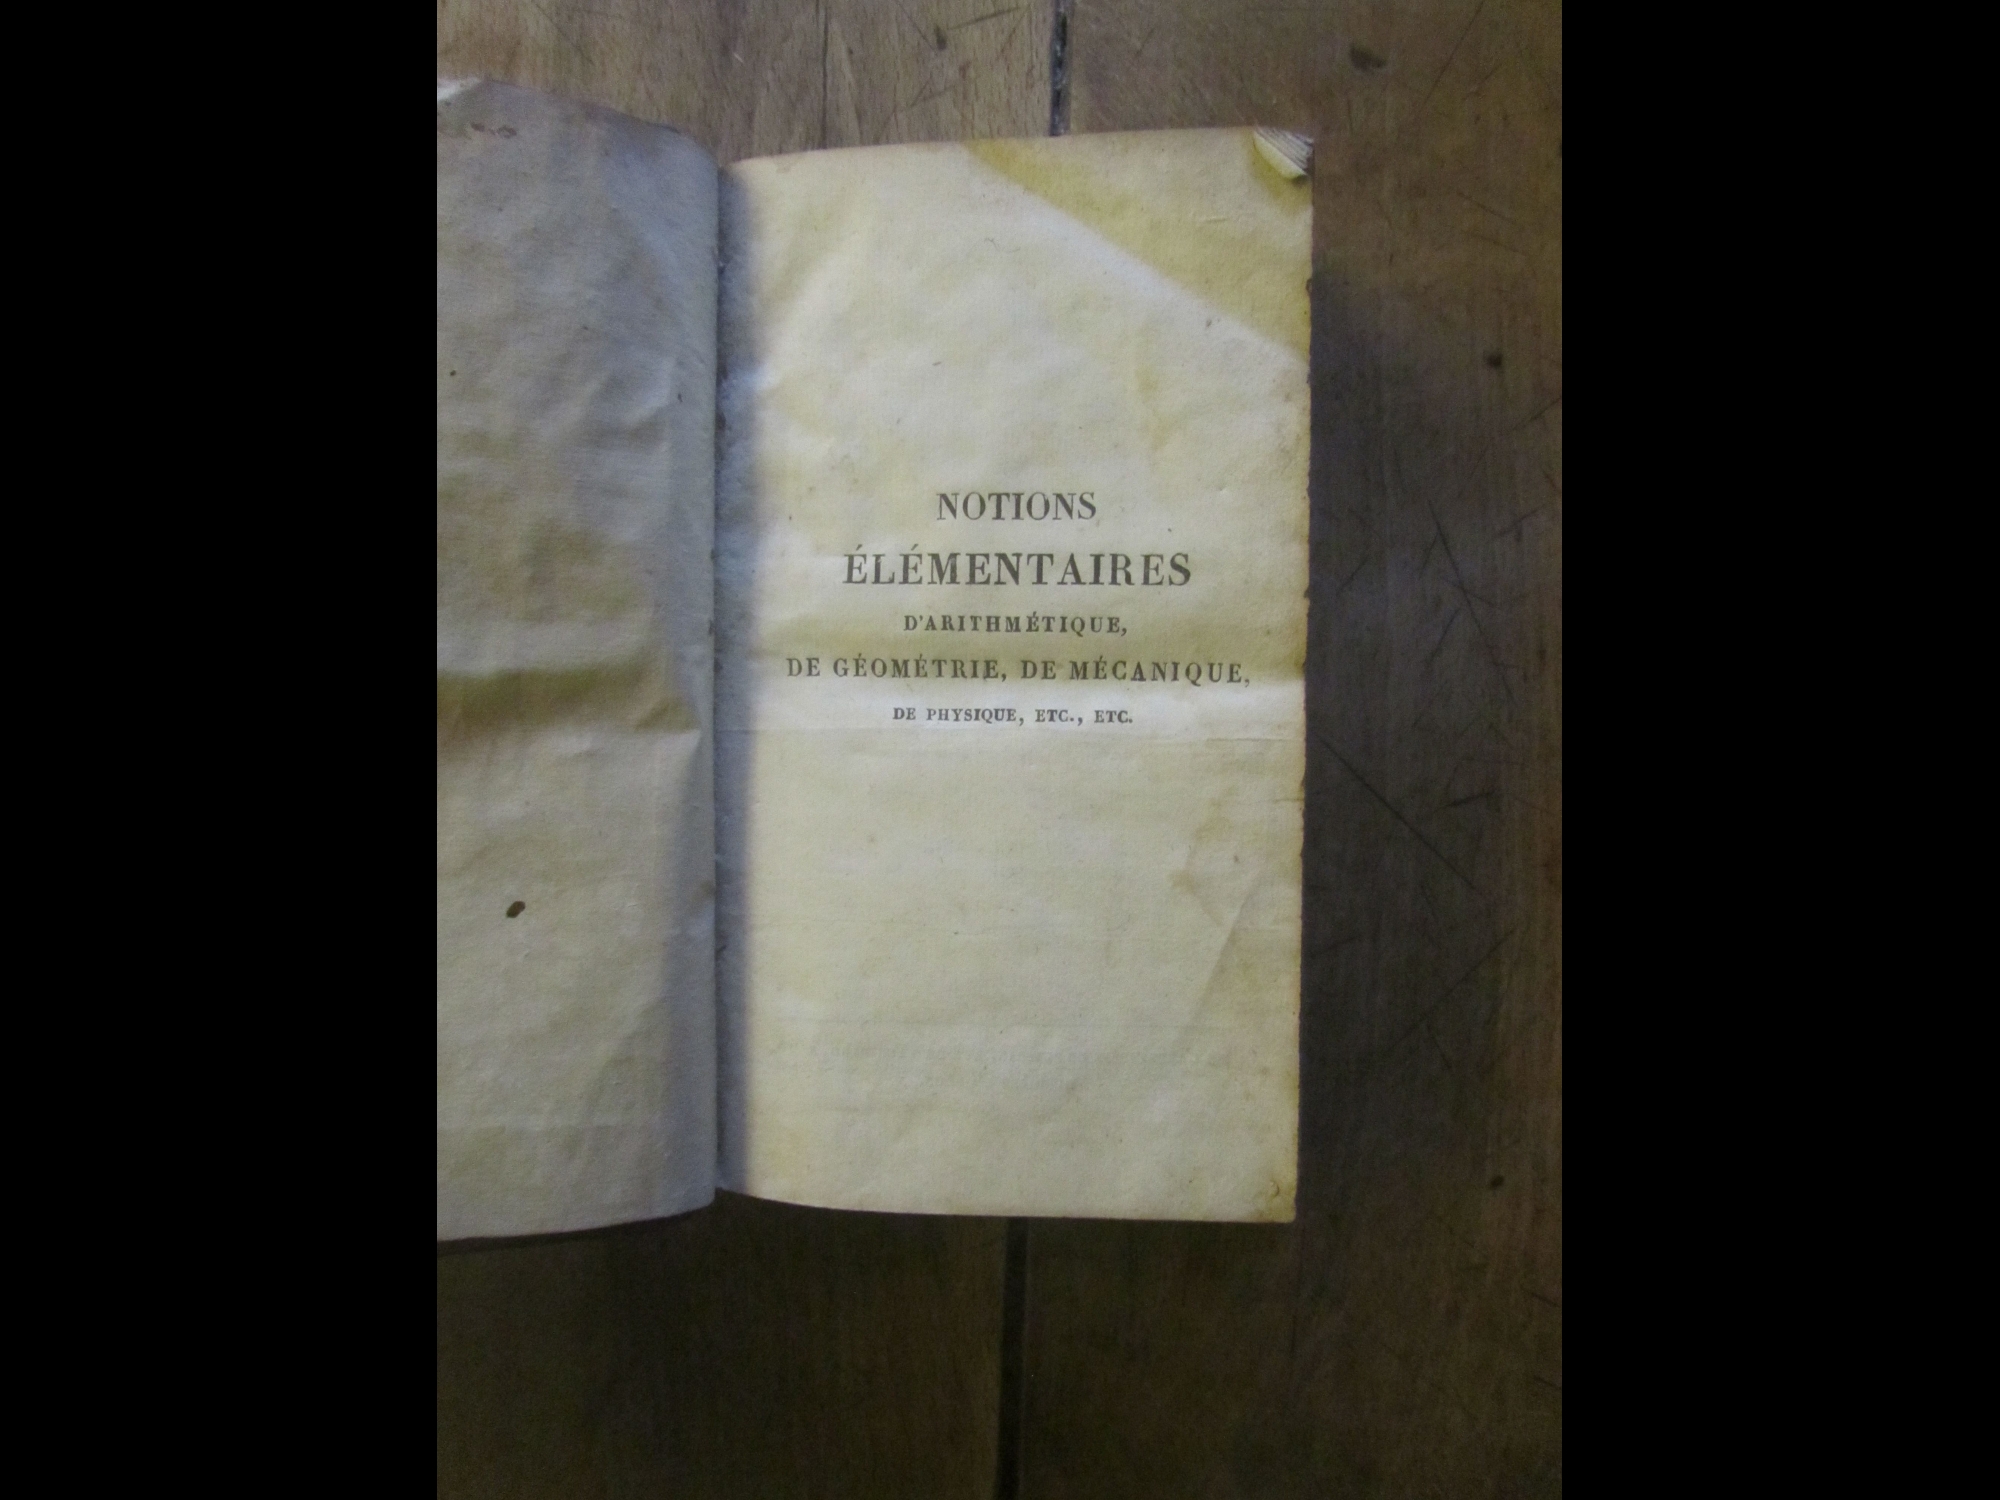 NOTIONS
ÉLÉMENTAIRES
D'ARITHMÉTIQUE,
DE GÉOMÉTRIE, DE MÉCANIQUE,
DE PHYSIQUE, ETC., ETC.